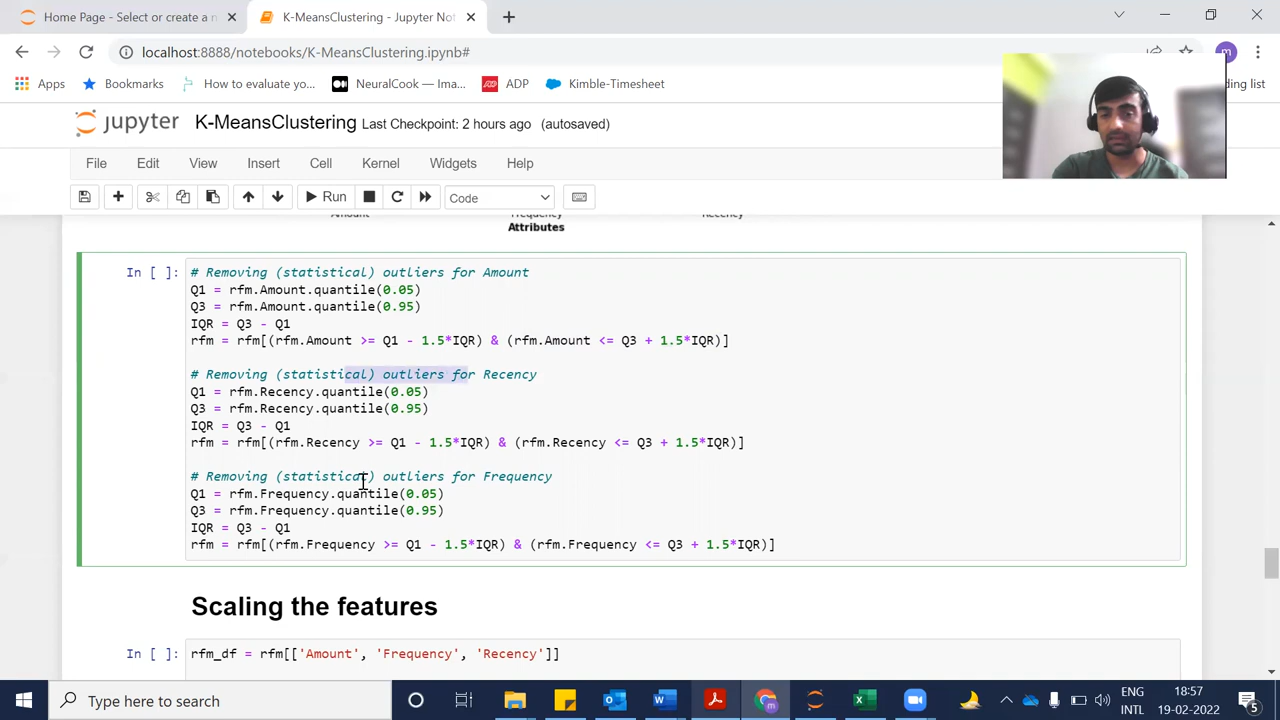 Home Page - Select or create a n
K-MeansClustering - Jupyter Not
localhost:8888/notebooks/K-MeansClustering.ipynb#
m
Apps
Bookmarks
How to evaluate yo...
NeuralCook — Ima...
ADP
Kimble-Timesheet
ding list
jupyter
K-MeansClustering Last Checkpoint: 2 hours ago (autosaved)
File Edit View Insert Cell Kernel Widgets Help
Run
Code
Amount Frequency Recency
Attributes
In [ ]:
# Removing (statistical) outliers for Amount
Q1 = rfm.Amount.quantile(0.05)
Q3 = rfm.Amount.quantile(0.95)
IQR = Q3 - Q1
rfm = rfm[(rfm.Amount >= Q1 - 1.5*IQR) & (rfm.Amount <= Q3 + 1.5*IQR)]
# Removing (statistical) outliers for Recency
Q1 = rfm.Recency.quantile(0.05)
Q3 = rfm.Recency.quantile(0.95)
IQR = Q3 - Q1
rfm = rfm[(rfm.Recency >= Q1 - 1.5*IQR) & (rfm.Recency <= Q3 + 1.5*IQR)]
# Removing (statistical) outliers for Frequency
Q1 = rfm.Frequency.quantile(0.05)
Q3 = rfm.Frequency.quantile(0.95)
IQR = Q3 - Q1
rfm = rfm[(rfm.Frequency >= Q1 - 1.5*IQR) & (rfm.Frequency <= Q3 + 1.5*IQR)]
Scaling the features
In [ ]:
rfm_df = rfm[['Amount', 'Frequency', 'Recency']]
Type here to search
m
ENG
INTL
18:57
19-02-2022
5